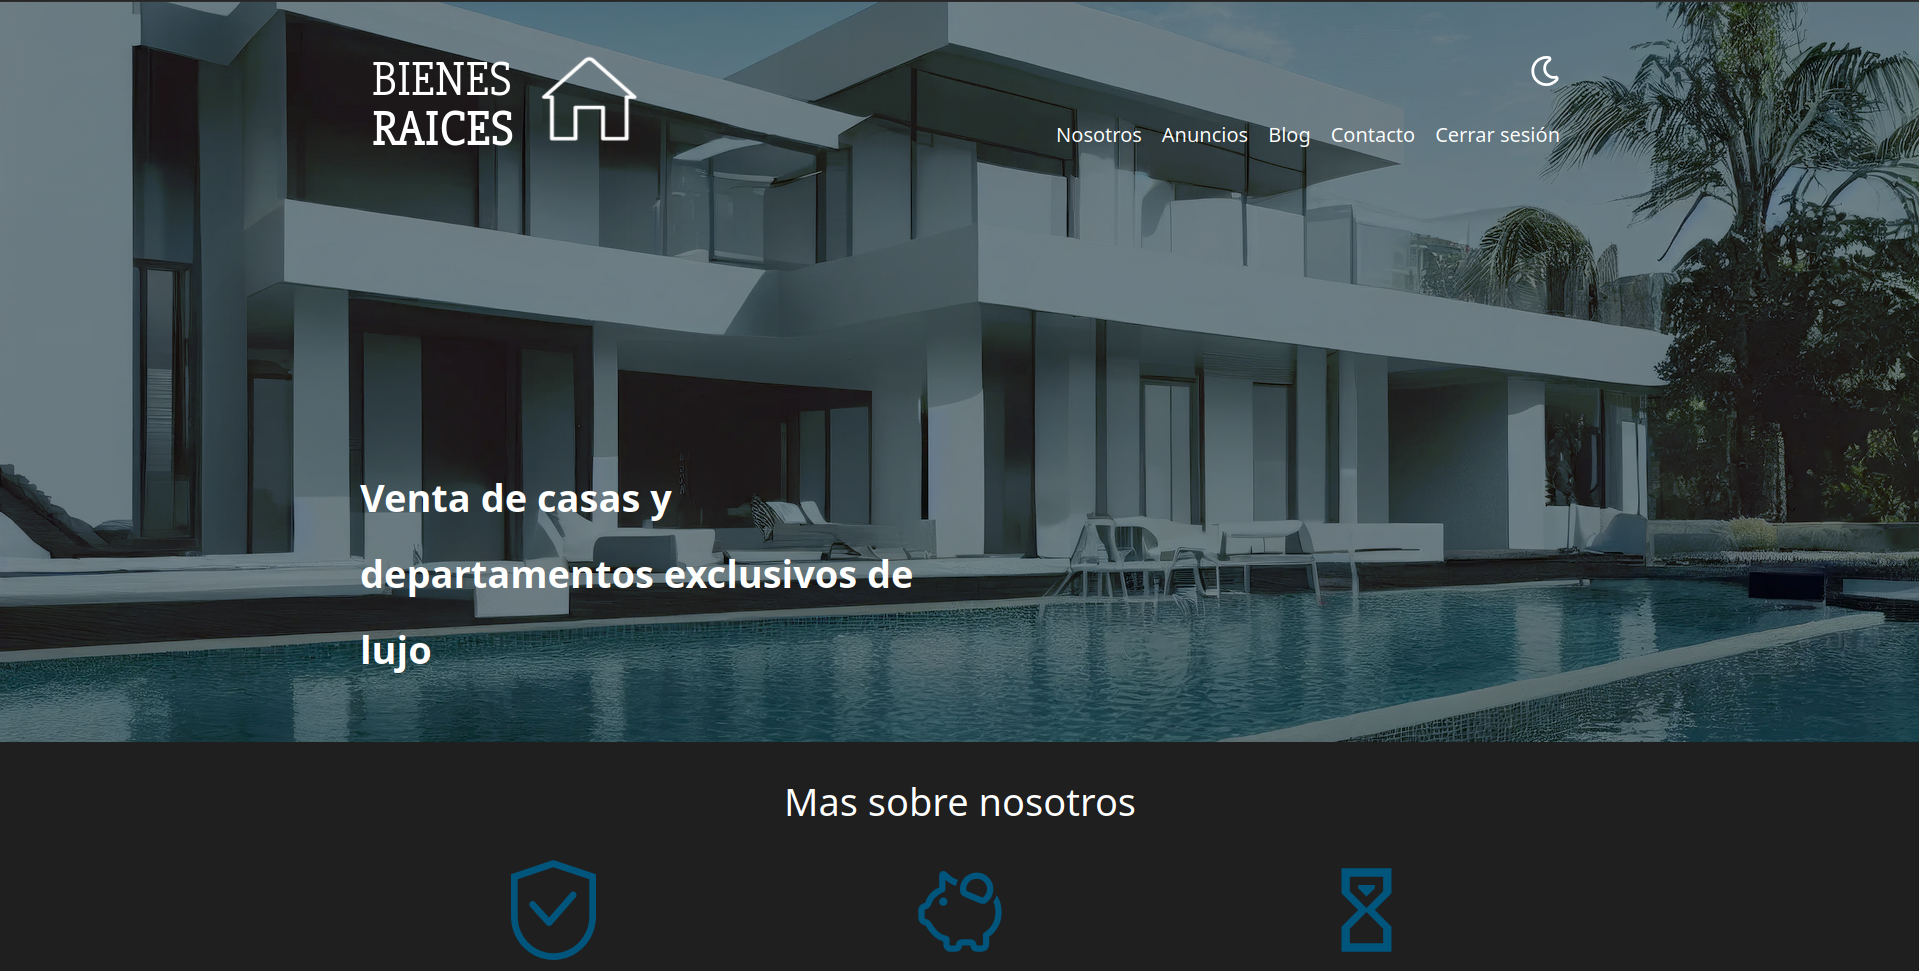 BIENES
RAICES
Nosotros Anuncios Blog Contacto Cerrar sesión
Venta de casas y
departamentos exclusivos de
lujo
Mas sobre nosotros